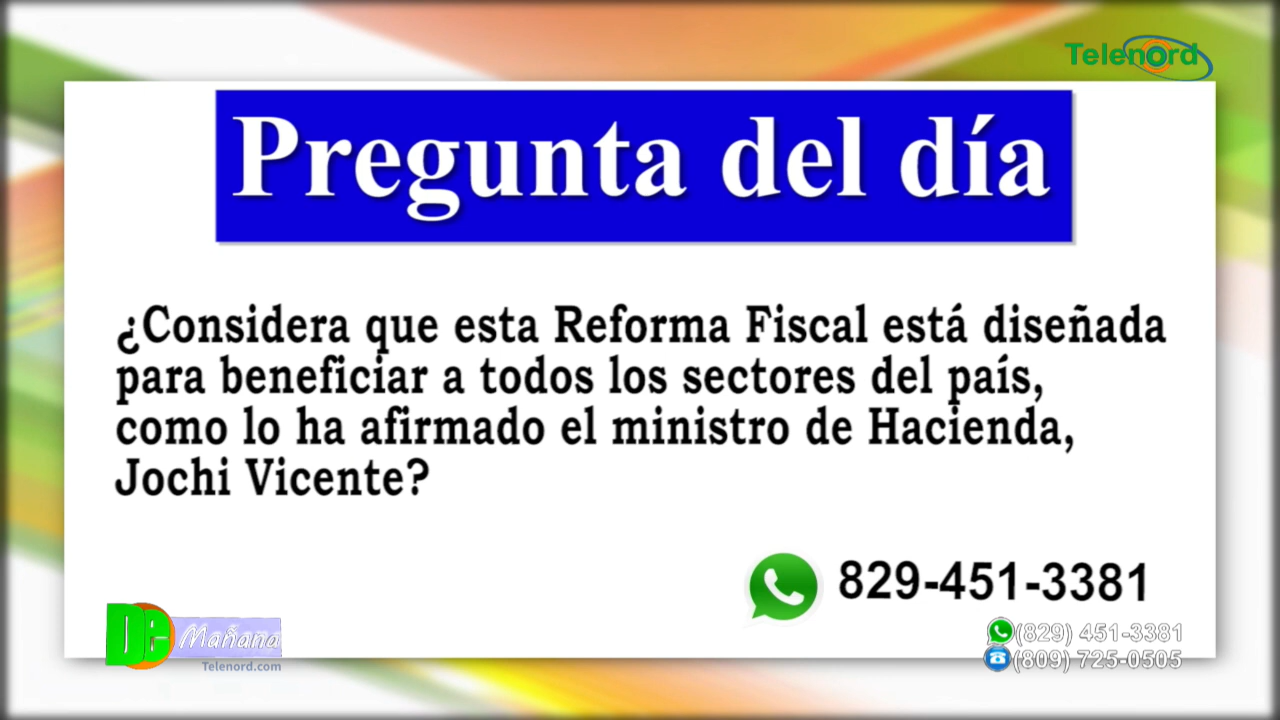 Telenord
Pregunta del día
¿Considera que esta Reforma Fiscal está diseñada
para beneficiar a todos los sectores del país,
como lo ha afirmado el ministro de Hacienda,
Jochi Vicente?
829-451-3381
De Mañana
Telenord.com
(829) 451-3381
(809) 725-0505